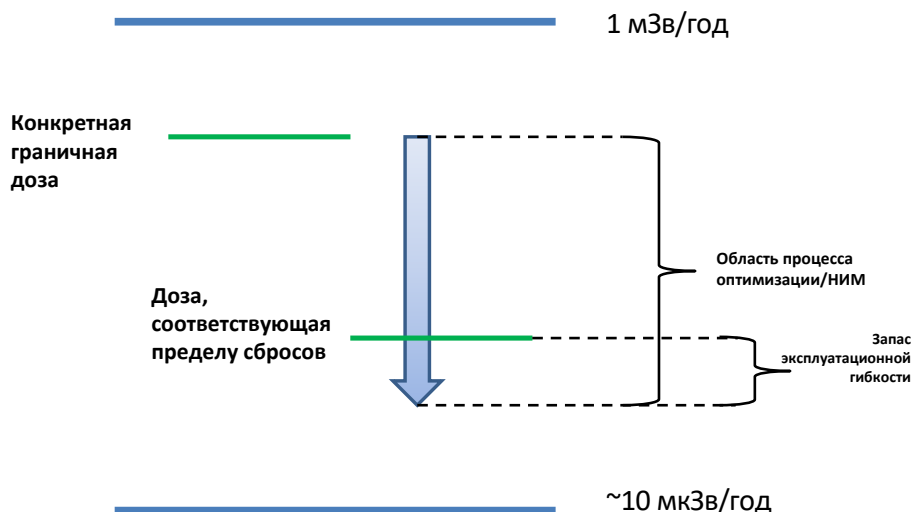 1 мЗв/год
Конкретная
граничная
доза
Область процесса
оптимизации/НИМ
Доза,
соответствующая
пределу сбросов
Запас
эксплуатационной
гибкости
~10 мкЗв/год